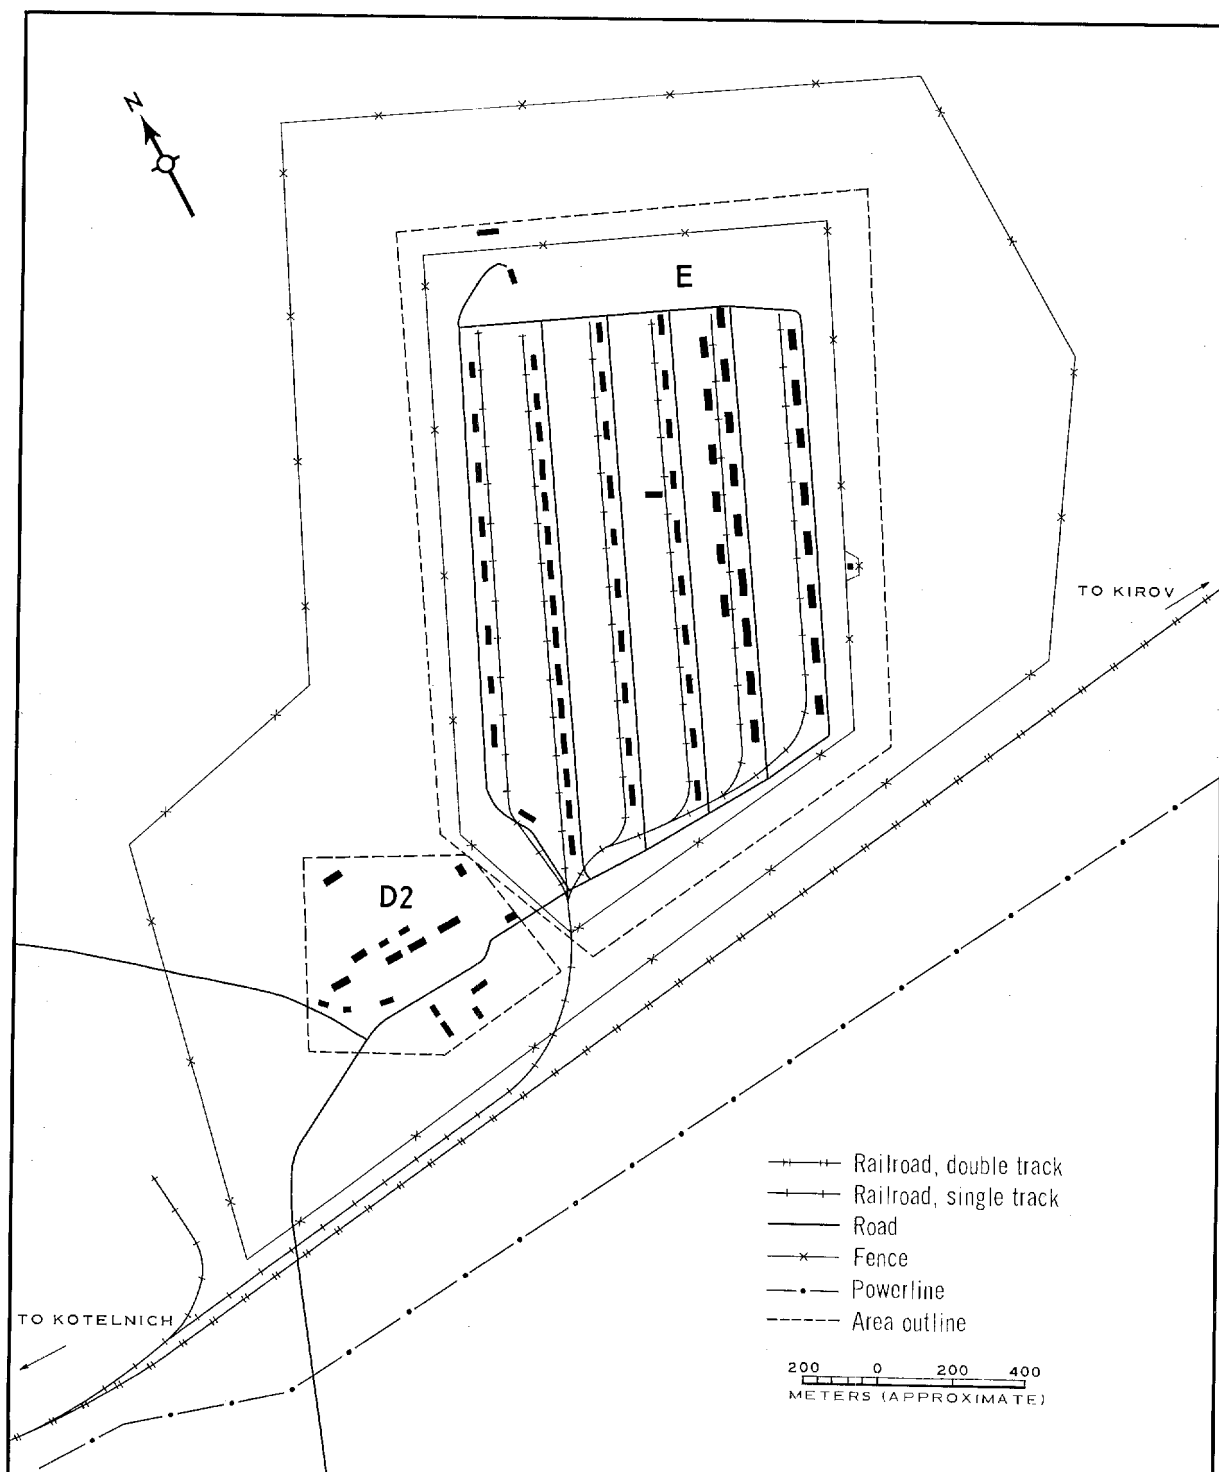 N
E
TO KIROV
D2
Railroad, double track
Railroad, single track
Road
Fence
Powerline
Area outline
TO KOTELNICH
200 0 200 400
METERS (APPROXIMATE)